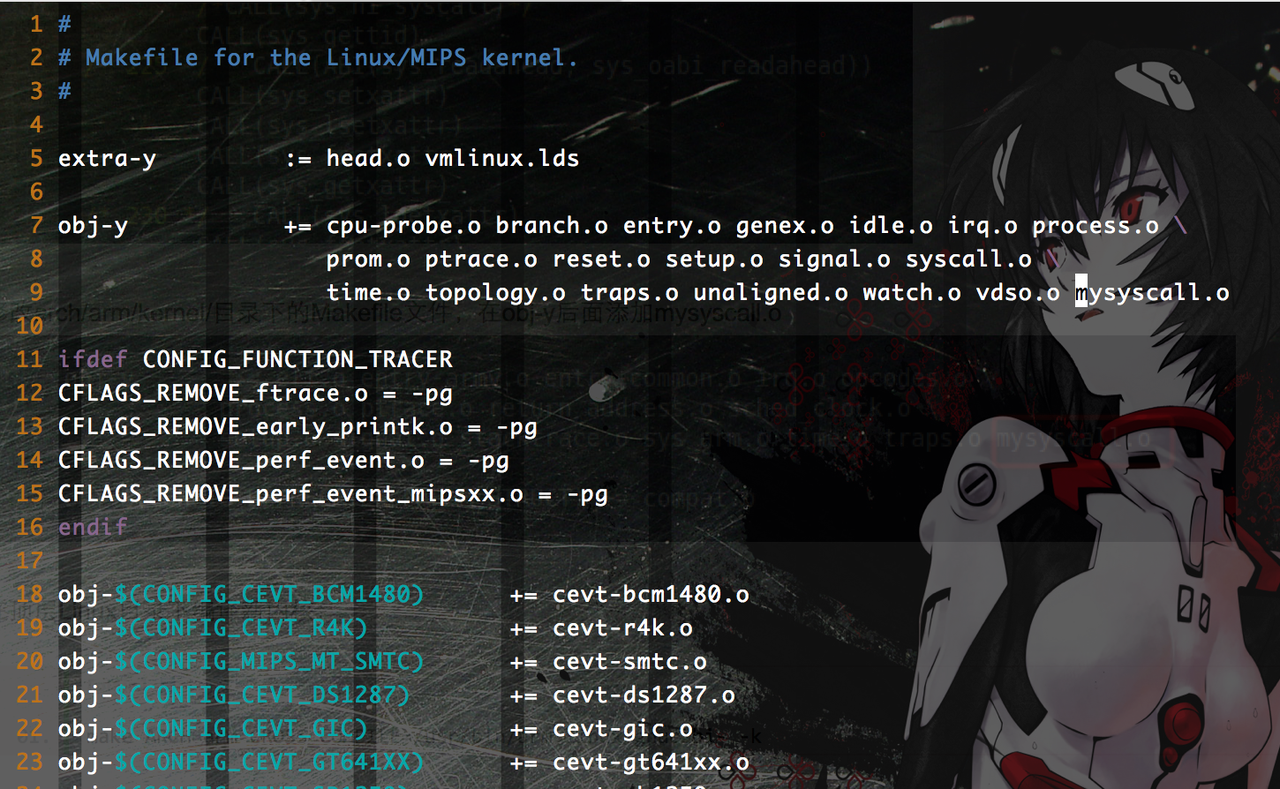 1 #
2 # Makefile for the Linux/MIPS kernel.
3 #
4
5 extra-y := head.o vmlinux.lds
6
7 obj-y += cpu-probe.o branch.o entry.o genex.o idle.o irq.o process.o \
8 prom.o ptrace.o reset.o setup.o signal.o syscall.o \
9 time.o topology.o traps.o unaligned.o watch.o vdso.o mysyscall.o
10
11 ifdef CONFIG_FUNCTION_TRACER
12 CFLAGS_REMOVE_ftrace.o = -pg
13 CFLAGS_REMOVE_early_printk.o = -pg
14 CFLAGS_REMOVE_perf_event.o = -pg
15 CFLAGS_REMOVE_perf_event_mipsxx.o = -pg
16 endif
17
18 obj-$(CONFIG_CEVT_BCM1480) += cevt-bcm1480.o
19 obj-$(CONFIG_CEVT_R4K) += cevt-r4k.o
20 obj-$(CONFIG_MIPS_MT_SMTC) += cevt-smtc.o
21 obj-$(CONFIG_CEVT_DS1287) += cevt-ds1287.o
22 obj-$(CONFIG_CEVT_GIC) += cevt-gic.o
23 obj-$(CONFIG_CEVT_GT641XX) += cevt-gt641xx.o